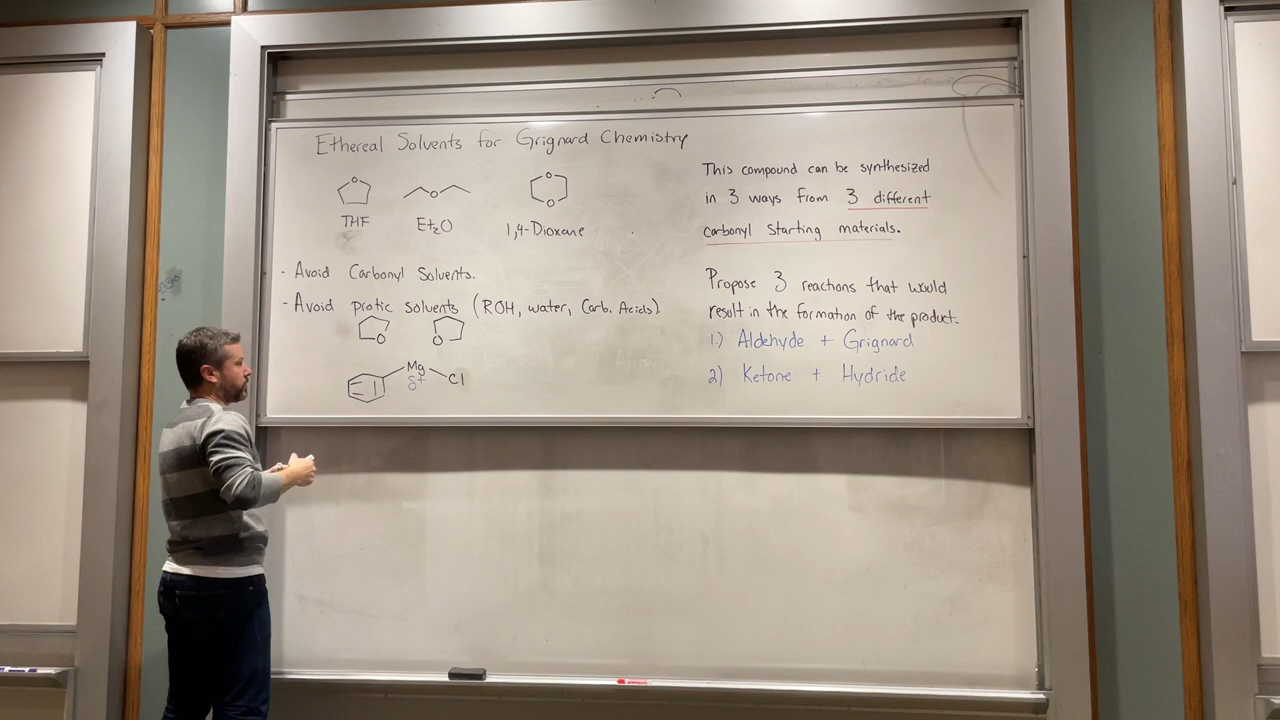 Ethereal Solvents for Grignard Chemistry
O
O
O
O
THF
Et₂O
1,4-Dioxane
- Avoid Carbonyl Solvents.
- Avoid protic solvents (ROH, water, Carb. Acids).
O
O
Mg
δ+
Cl
This compound can be synthesized
in 3 ways from 3 different
carbonyl starting materials.
Propose 3 reactions that would
result in the formation of the product.
1.) Aldehyde + Grignard
2) Ketone + Hydride